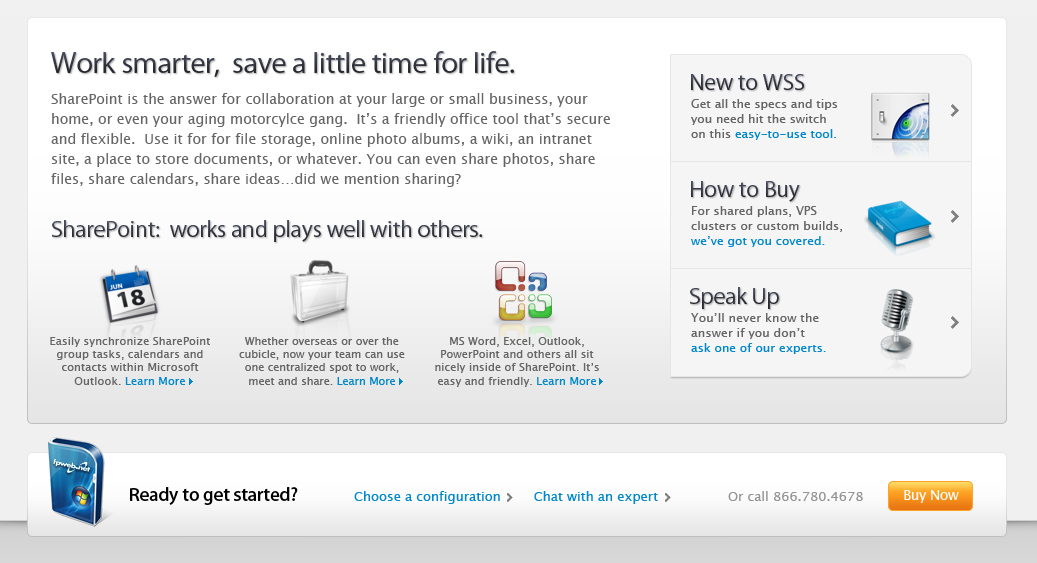 Work smarter,  save a little time for life.
SharePoint is the answer for collaboration at your large or small business, your
home, or even your aging motorcylce gang.  It's a friendly office tool that's secure
and flexible.  Use it for for file storage, online photo albums, a wiki, an intranet
site, a place to store documents, or whatever. You can even share photos, share
files, share calendars, share ideas...did we mention sharing?
SharePoint:  works and plays well with others.
JUN
18
Easily synchronize SharePoint
group tasks, calendars and
contacts within Microsoft
Outlook. Learn More
Whether overseas or over the
cubicle, now your team can use
one centralized spot to work,
meet and share. Learn More
MS Word, Excel, Outlook,
PowerPoint and others all sit
nicely inside of SharePoint. It's
easy and friendly. Learn More
New to WSS
Get all the specs and tips
you need hit the switch
on this easy-to-use tool.
How to Buy
For shared plans, VPS
clusters or custom builds,
we've got you covered.
Speak Up
You'll never know the
answer if you don't
ask one of our experts.
fpweb.net
Ready to get started?
Choose a configuration
Chat with an expert
Or call 866.780.4678
Buy Now